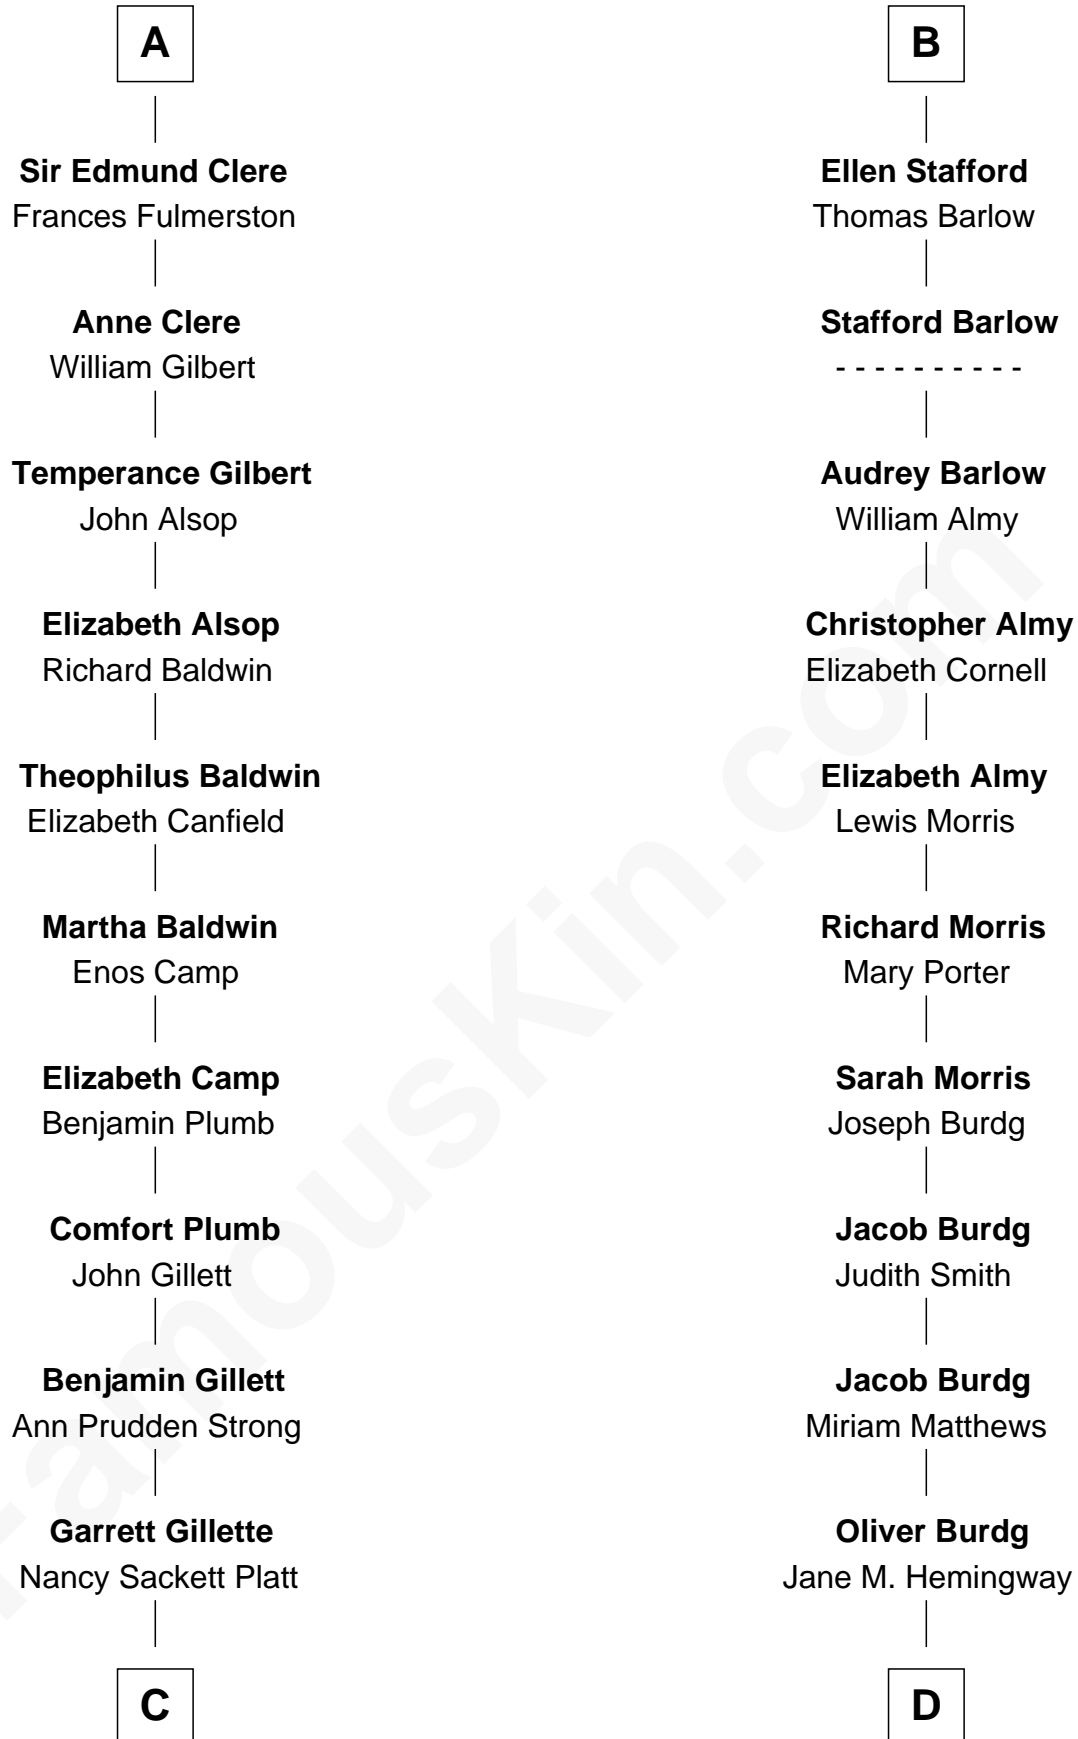 A
Sir Edmund Clere
Frances Fulmerston
Anne Clere
William Gilbert
Temperance Gilbert
John Alsop
Elizabeth Alsop
Richard Baldwin
Theophilus Baldwin
Elizabeth Canfield
Martha Baldwin
Enos Camp
Elizabeth Camp
Benjamin Plumb
Comfort Plumb
John Gillett
Benjamin Gillett
Ann Prudden Strong
Garrett Gillette
Nancy Sackett Platt
C
B
Ellen Stafford
Thomas Barlow
Stafford Barlow
- - - - - - - - - -
Audrey Barlow
William Almy
Christopher Almy
Elizabeth Cornell
Elizabeth Almy
Lewis Morris
Richard Morris
Mary Porter
Sarah Morris
Joseph Burdg
Jacob Burdg
Judith Smith
Jacob Burdg
Miriam Matthews
Oliver Burdg
Jane M. Hemingway
D
FamousKin.com